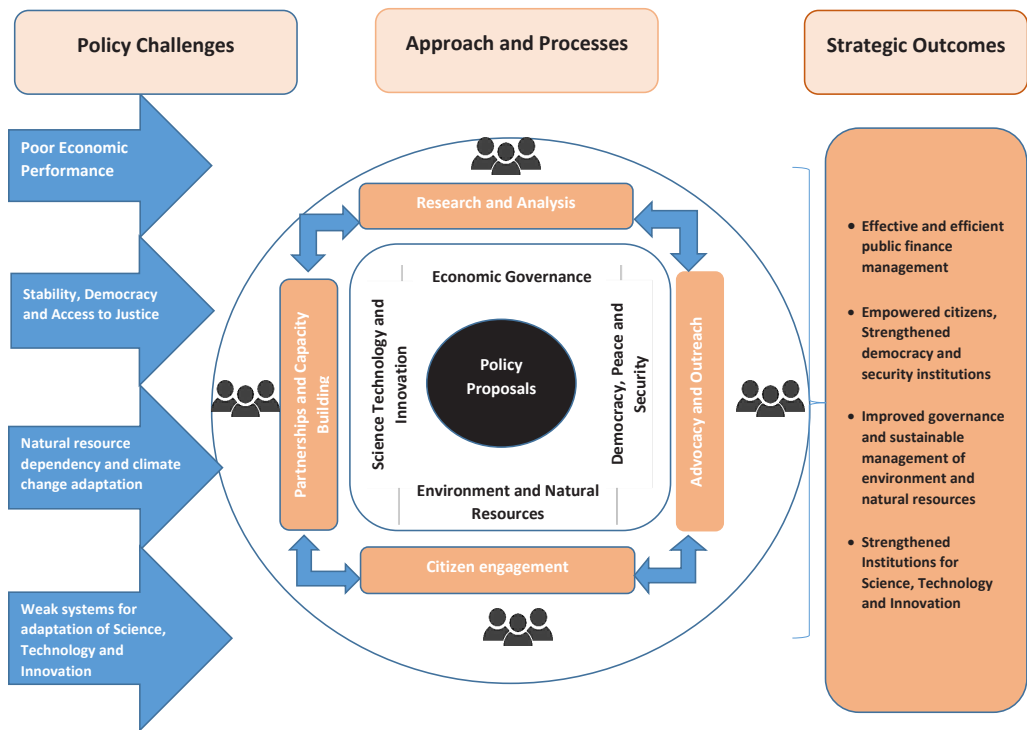 Policy Challenges
Approach and Processes
Strategic Outcomes
Poor Economic
Performance
Stability, Democracy
and Access to Justice
Natural resource
dependency and climate
change adaptation
Weak systems for
adaptation of Science,
Technology and
Innovation
Research and Analysis
Partnerships and Capacity
Building
Science Technology and
Innovation
Economic Governance
Policy
Proposals
Democracy, Peace and
Security
Advocacy and Outreach
Environment and Natural
Resources
Citizen engagement
• Effective and efficient
public finance
management
• Empowered citizens,
Strengthened
democracy and
security institutions
• Improved governance
and sustainable
management of
environment and
natural resources
• Strengthened
Institutions for
Science, Technology
and Innovation